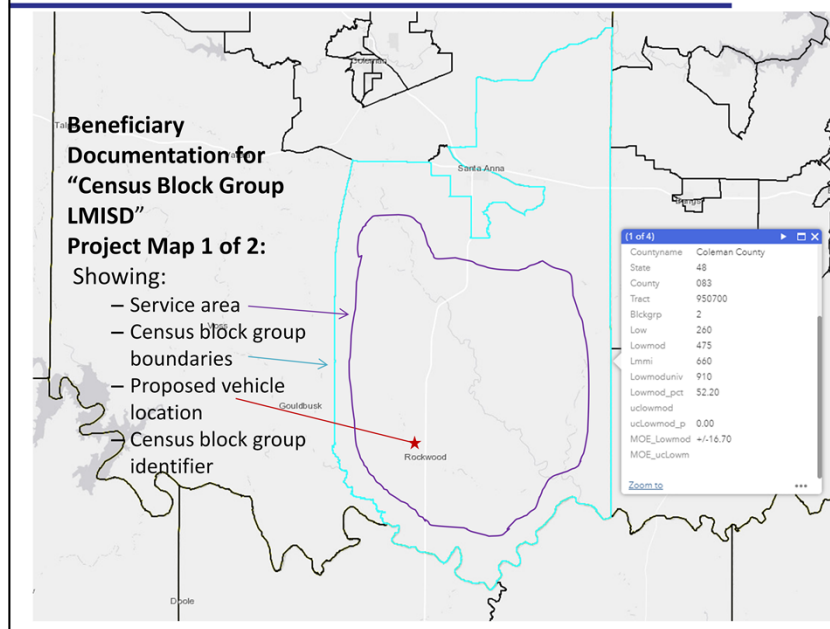 Coleman
Beneficiary
Documentation for
“Census Block Group
LMISD”
Project Map 1 of 2:
Showing:
– Service area
– Census block group
boundaries
– Proposed vehicle
location
– Census block group
identifier
Santa Anna
Bangs
Voss
Gouldbusk
Rockwood
Doole
(1 of 4)
Countyname Coleman County
State 48
County 083
Tract 950700
Blckgrp 2
Low 260
Lowmod 475
Lmmi 660
Lowmoduniv 910
Lowmod_pct 52.20
uclowmod
ucLowmod_p 0.00
MOE_Lowmod +/-16.70
MOE_ucLowm
Zoom to